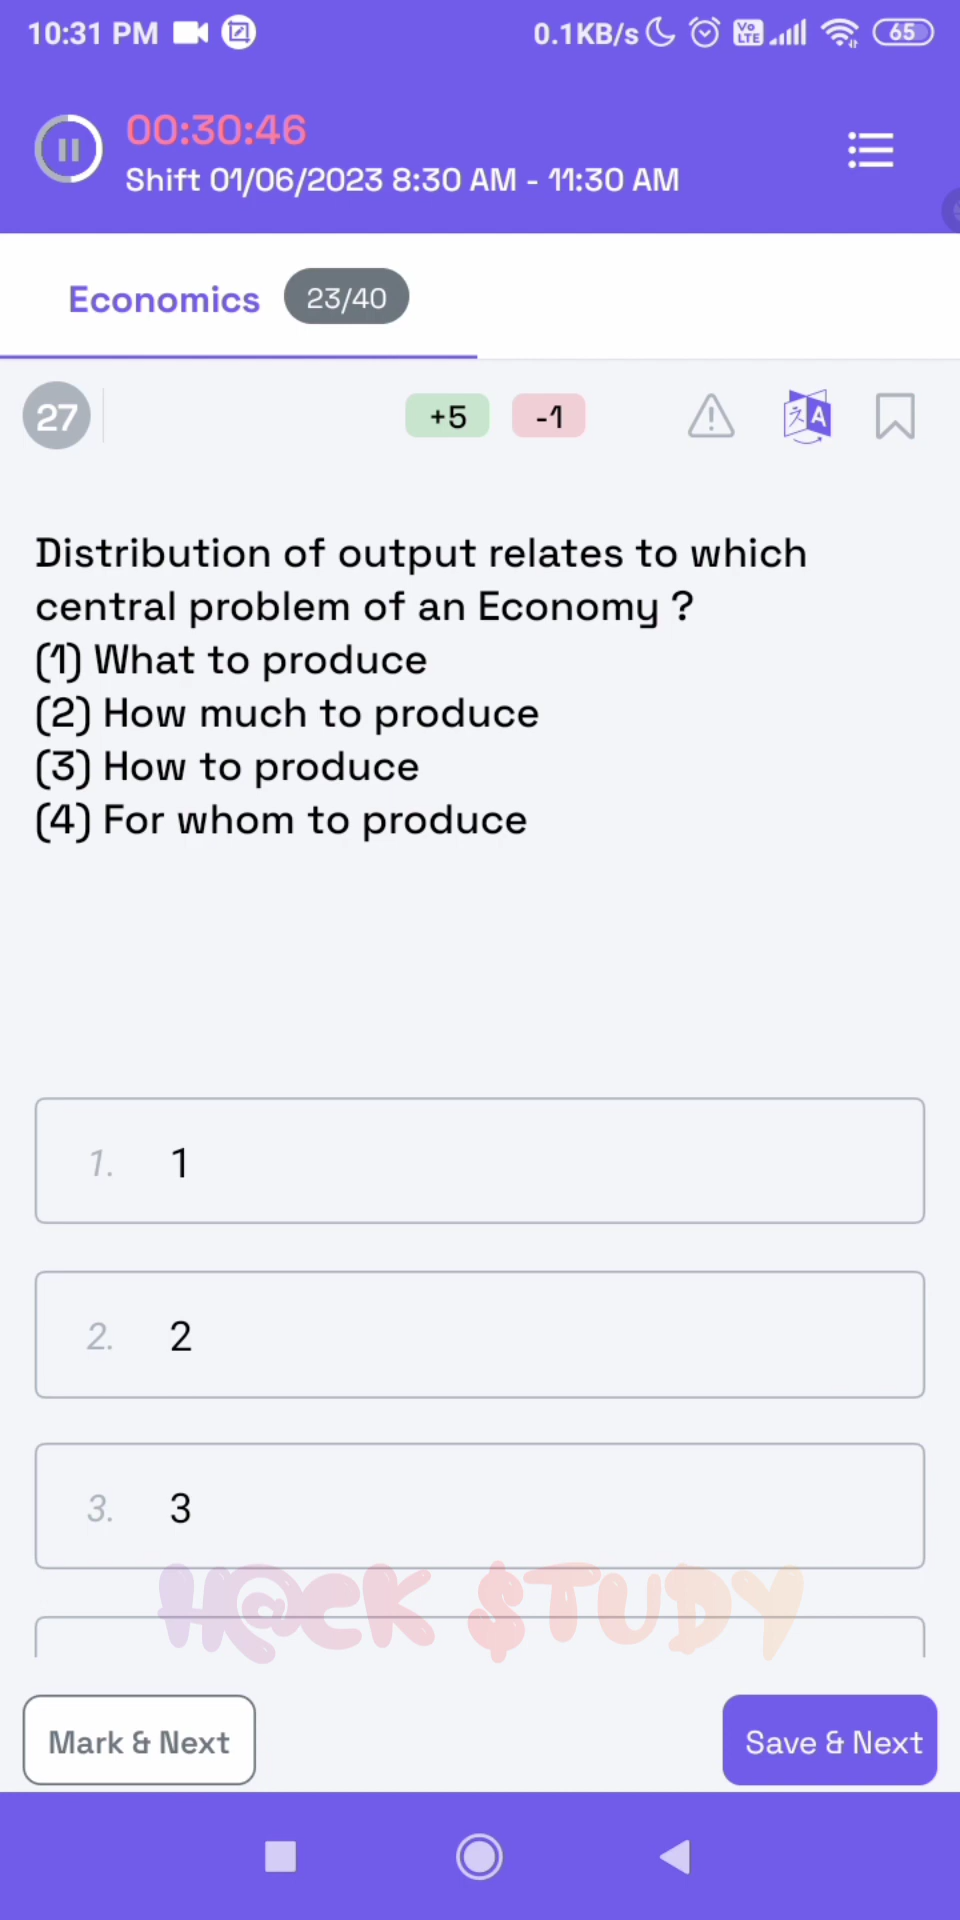 10:31 PM 0.1KB/s Vo LTE 65
00:30:46
Shift 01/06/2023 8:30 AM - 11:30 AM
Economics 23/40
27 +5 -1
Distribution of output relates to which
central problem of an Economy ?
(1) What to produce
(2) How much to produce
(3) How to produce
(4) For whom to produce
1. 1
2. 2
3. 3
H@CK $TUDY
Mark & Next Save & Next